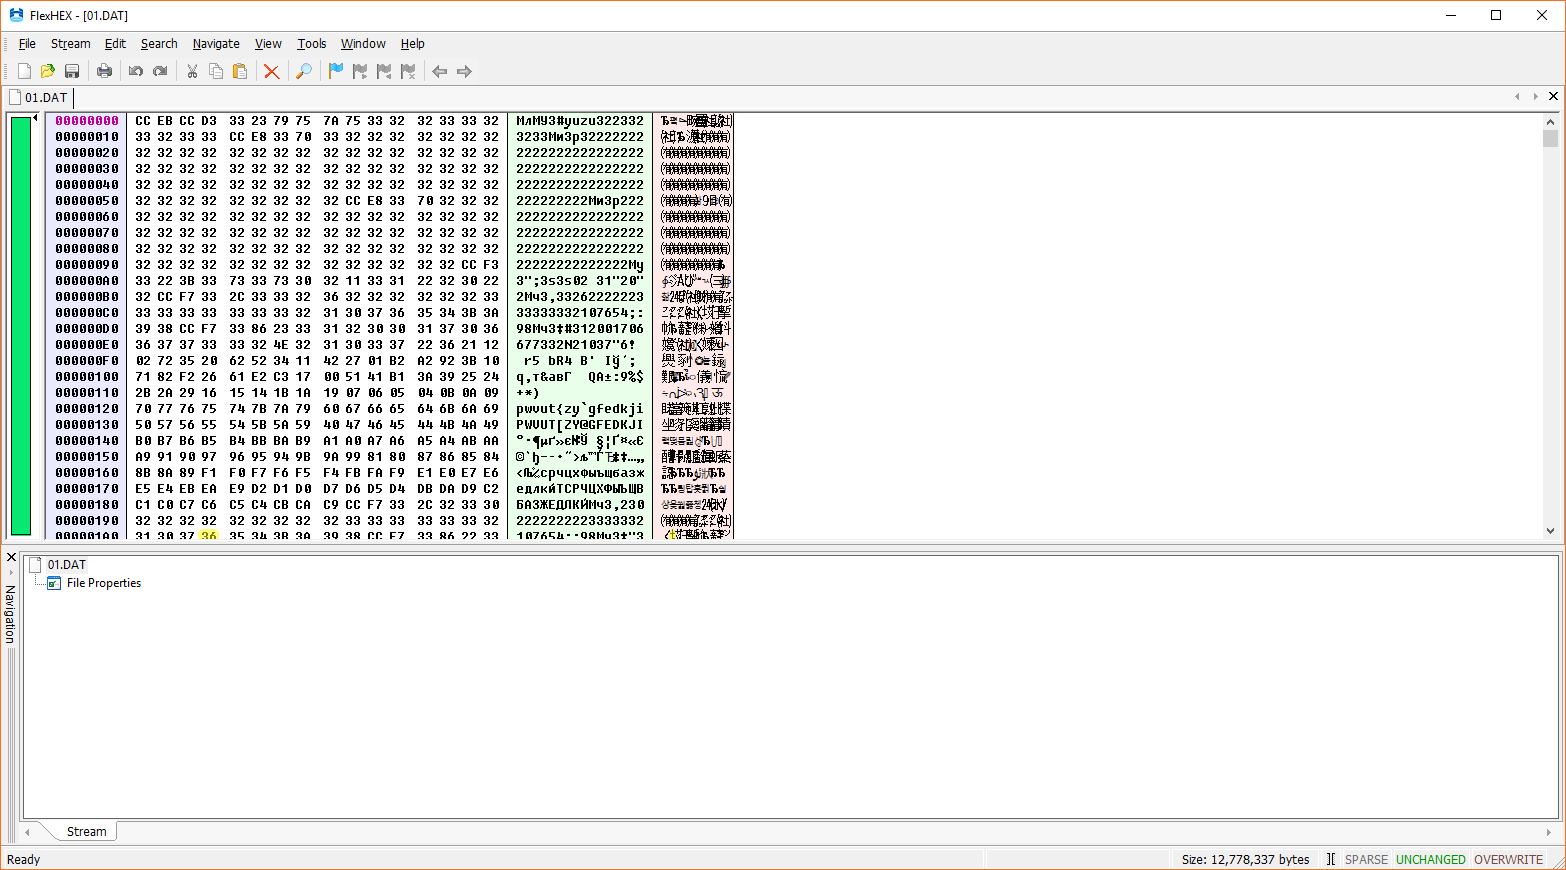 FlexHEX - [01.DAT]
File Stream Edit Search Navigate View Tools Window Help
01.DAT
00000000 CC EB CC D3 33 23 79 75 7A 75 33 32 32 33 33 32 МлМУ3#yuzu322332
00000010 33 32 33 33 CC E8 33 70 33 32 32 32 32 32 32 32 3233Ми3p32222222
00000020 32 32 32 32 32 32 32 32 32 32 32 32 32 32 32 32 2222222222222222
00000030 32 32 32 32 32 32 32 32 32 32 32 32 32 32 32 32 2222222222222222
00000040 32 32 32 32 32 32 32 32 32 32 32 32 32 32 32 32 2222222222222222
00000050 32 32 32 32 32 32 32 32 32 CC E8 33 70 32 32 32 222222222Ми3p222
00000060 32 32 32 32 32 32 32 32 32 32 32 32 32 32 32 32 2222222222222222
00000070 32 32 32 32 32 32 32 32 32 32 32 32 32 32 32 32 2222222222222222
00000080 32 32 32 32 32 32 32 32 32 32 32 32 32 32 32 32 2222222222222222
00000090 32 32 32 32 32 32 32 32 32 32 32 32 32 32 CC F3 22222222222222Му
000000A0 33 22 3B 33 73 33 73 30 32 11 33 31 22 32 30 22 3";3s3s02 31"20"
000000B0 32 CC F7 33 2C 33 33 32 36 32 32 32 32 32 32 33 2Мч3,33262222223
000000C0 33 33 33 33 33 33 33 32 31 30 37 36 35 34 3B 3A 33333332107654;:
000000D0 39 38 CC F7 33 86 23 33 31 32 30 30 31 37 30 36 98Мч3†#312001706
000000E0 36 37 37 33 33 32 4E 32 31 30 33 37 22 36 21 12 677332N21037"6!
000000F0 02 72 35 20 62 52 34 11 42 27 01 B2 A2 92 3B 10 r5 bR4 B' Іў’;
00000100 71 82 F2 26 61 E2 C3 17 00 51 41 B1 3A 39 25 24 q‚т&aвГ QA±:9%$
00000110 2B 2A 29 16 15 14 1B 1A 19 07 06 05 04 0B 0A 09 +*)
00000120 70 77 76 75 74 7B 7A 79 60 67 66 65 64 6B 6A 69 pwvut{zy`gfedkji
00000130 50 57 56 55 54 5B 5A 59 40 47 46 45 44 4B 4A 49 PWVUT[ZY@GFEDKJI
00000140 B0 B7 B6 B5 B4 BB BA B9 A1 A0 A7 A6 A5 A4 AB AA °·¶µґ»є№Ў §¦Ґ¤«Є
00000150 A9 91 90 97 96 95 94 9B 9A 99 81 80 87 86 85 84 ©‘ђ—–•”›љ™ЃЂ‡†…„
00000160 8B 8A 89 F1 F0 F7 F6 F5 F4 FB FA F9 E1 E0 E7 E6 ‹Љ‰срчцхфыъщбазж
00000170 E5 E4 EB EA E9 D2 D1 D0 D7 D6 D5 D4 DB DA D9 C2 едлкйТСРЧЦХФЫЪЩВ
00000180 C1 C0 C7 C6 C5 C4 CB CA C9 CC F7 33 2C 32 33 30 БАЗЖЕДЛКЙМч3,230
00000190 32 32 32 32 32 32 32 32 32 33 33 33 33 33 33 32 2222222223333332
000001A0 31 30 37 36 35 34 3B 3A 39 38 CC F7 33 86 22 33 107654;:98Мч3†"3
01.DAT
File Properties
Navigation
Stream
Ready
Size: 12,778,337 bytes ][ SPARSE UNCHANGED OVERWRITE